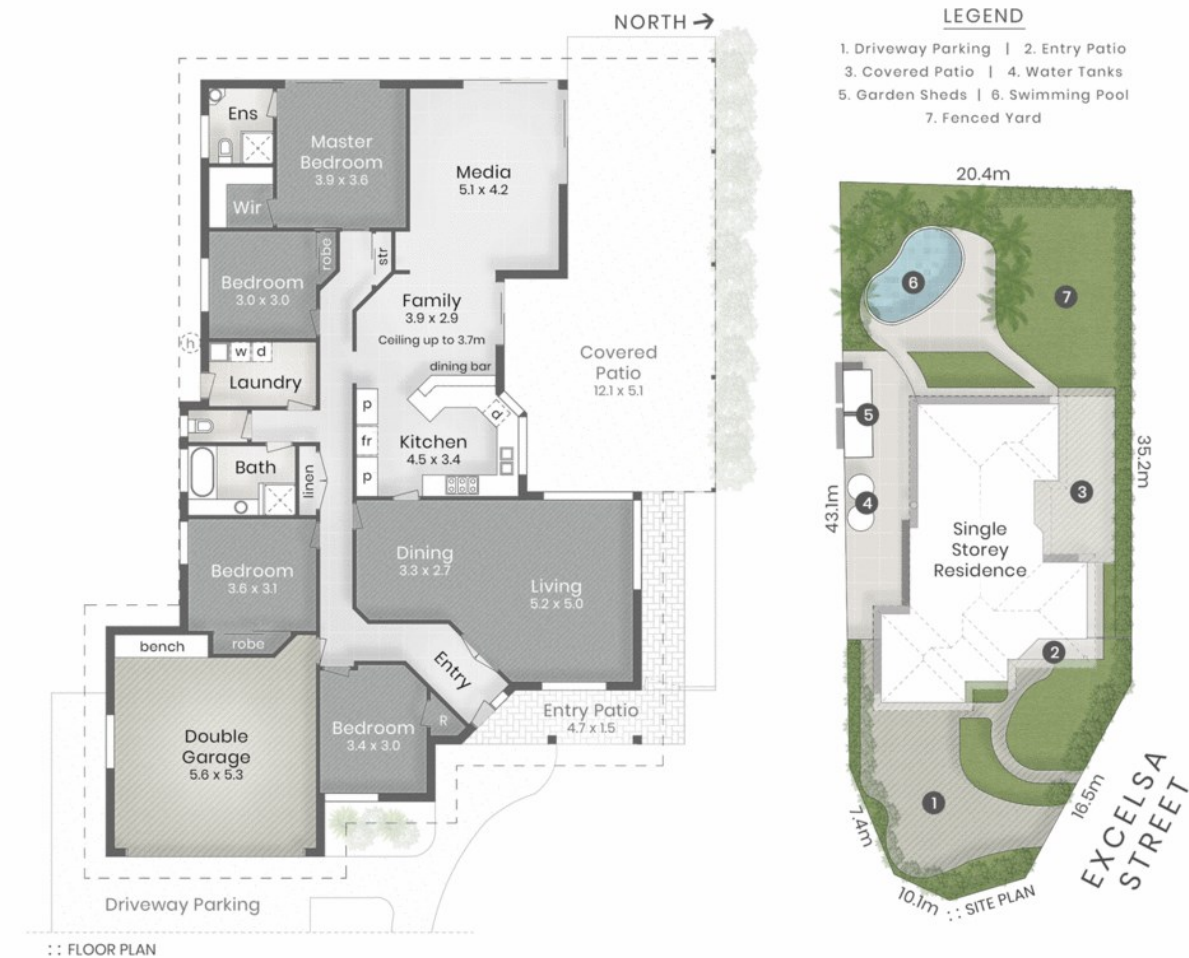 NORTH →
Ens
Master
Bedroom
3.9 x 3.6
Media
5.1 x 4.2
Wir
robe
str
Bedroom
3.0 x 3.0
Family
3.9 x 2.9
Ceiling up to 3.7m
h
w d
Laundry
dining bar
Covered
Patio
12.1 x 5.1
p
d
fr
Kitchen
4.5 x 3.4
p
Bath
linen
Dining
3.3 x 2.7
Bedroom
3.6 x 3.1
Living
5.2 x 5.0
bench
robe
Entry
Double
Garage
5.6 x 5.3
Bedroom
3.4 x 3.0
R
Entry Patio
4.7 x 1.5
Driveway Parking
:: FLOOR PLAN
LEGEND
1. Driveway Parking | 2. Entry Patio
3. Covered Patio | 4. Water Tanks
5. Garden Sheds | 6. Swimming Pool
7. Fenced Yard
20.4m
6
7
5
43.1m
4
3
35.2m
Single
Storey
Residence
2
1
7.4m
16.5m
10.1m
:: SITE PLAN
EXCELSA
STREET